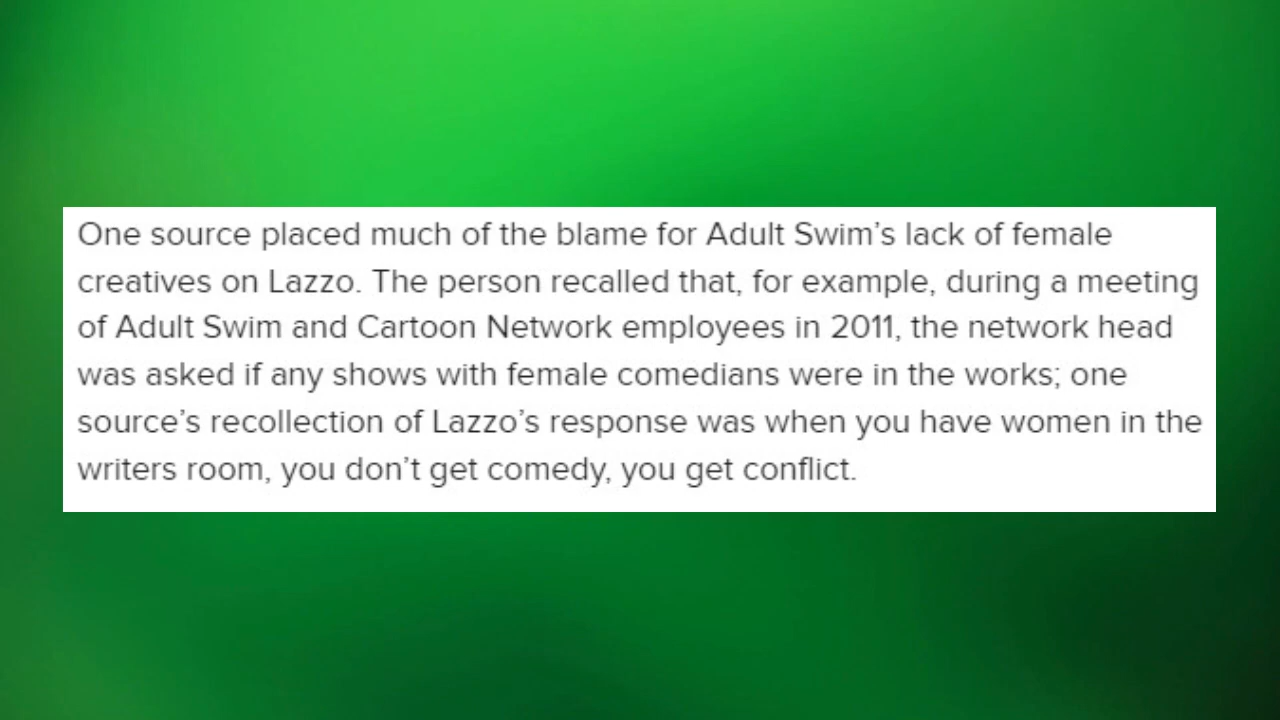 One source placed much of the blame for Adult Swim’s lack of female
creatives on Lazzo. The person recalled that, for example, during a meeting
of Adult Swim and Cartoon Network employees in 2011, the network head
was asked if any shows with female comedians were in the works; one
source’s recollection of Lazzo’s response was when you have women in the
writers room, you don’t get comedy, you get conflict.